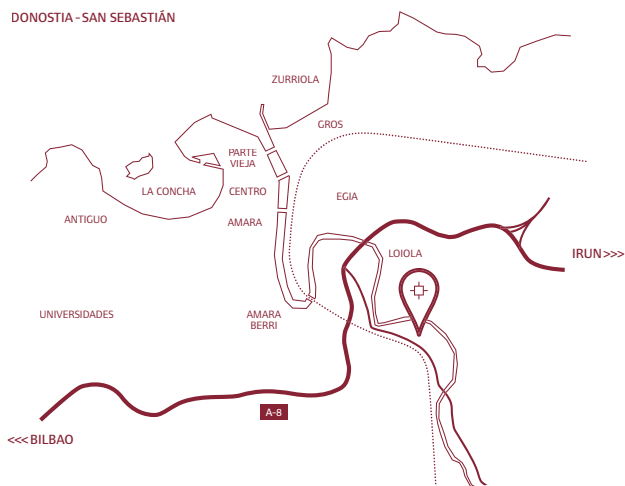 DONOSTIA - SAN SEBASTIÁN
ZURRIOLA
GROS
PARTE
VIEJA
LA CONCHA
CENTRO
EGIA
ANTIGUO
AMARA
LOIOLA
IRUN>>>
UNIVERSIDADES
AMARA
BERRI
A-8
<<<BILBAO